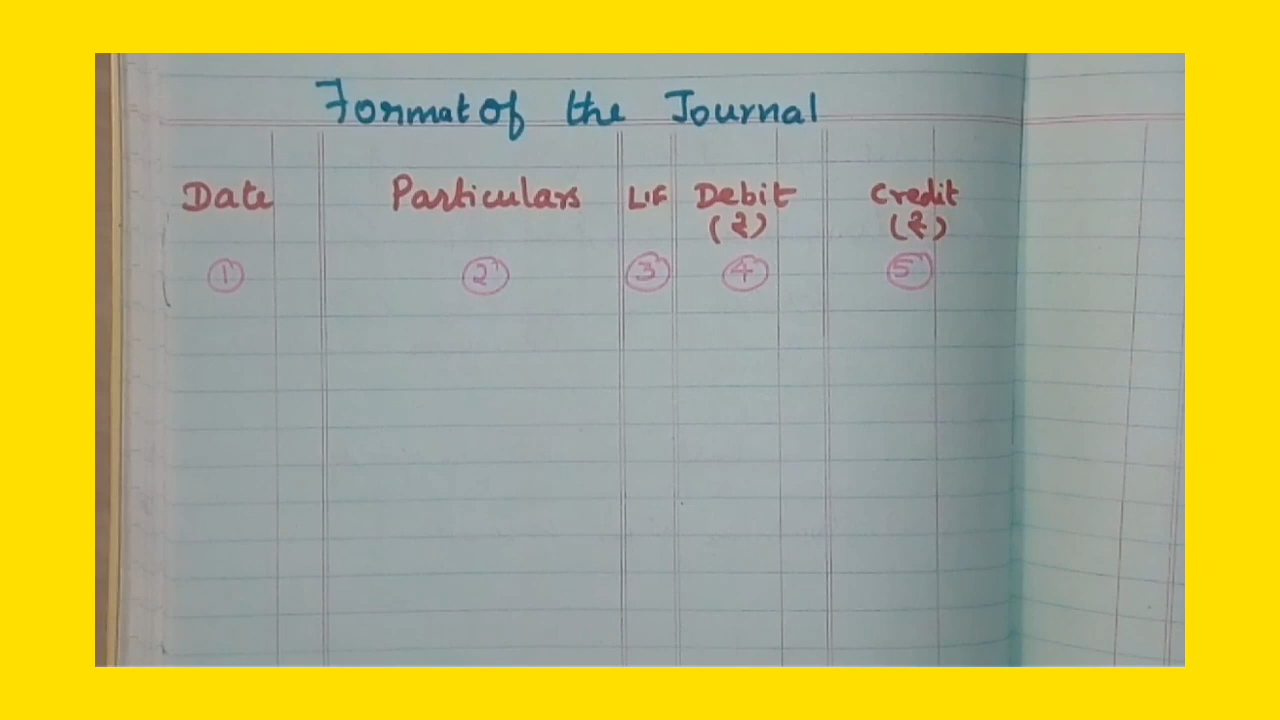 Format of the Journal
Date Particulars L.F Debit Credit
(₹) (₹)
1 2 3 4 5